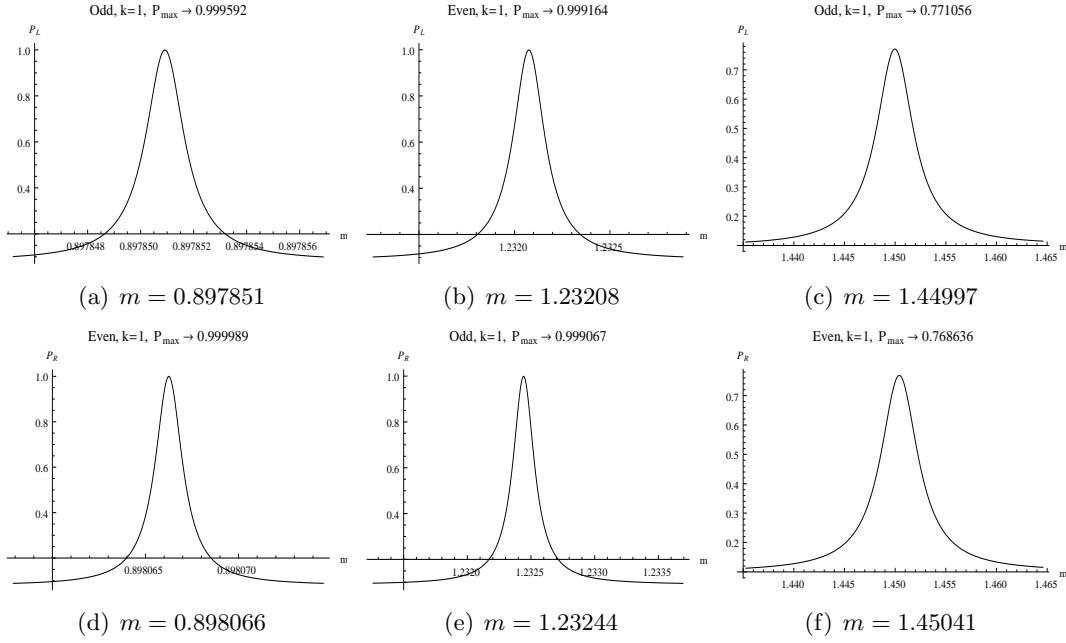 Odd, k=1, P_max → 0.999592
P_L
1.0
0.8
0.6
0.4
0.897848 0.897850 0.897852 0.897854 0.897856 m
(a) m = 0.897851
Even, k=1, P_max → 0.999164
P_L
1.0
0.8
0.6
0.4
1.2320 1.2325 m
(b) m = 1.23208
Odd, k=1, P_max → 0.771056
P_L
0.7
0.6
0.5
0.4
0.3
0.2
1.440 1.445 1.450 1.455 1.460 1.465 m
(c) m = 1.44997
Even, k=1, P_max → 0.999989
P_R
1.0
0.8
0.6
0.4
0.898065 0.898070 m
(d) m = 0.898066
Odd, k=1, P_max → 0.999067
P_R
1.0
0.8
0.6
0.4
1.2320 1.2325 1.2330 1.2335 m
(e) m = 1.23244
Even, k=1, P_max → 0.768636
P_R
0.7
0.6
0.5
0.4
0.3
0.2
1.440 1.445 1.450 1.455 1.460 1.465 m
(f) m = 1.45041